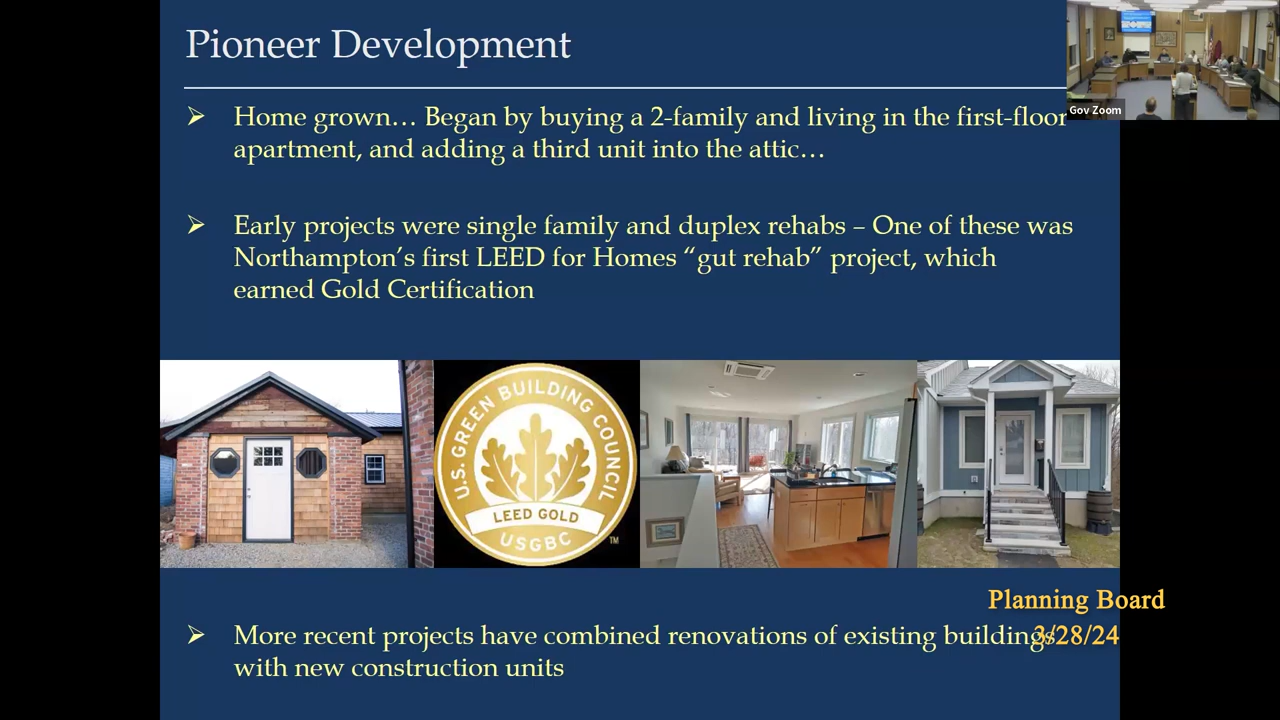 Pioneer Development
Gov Zoom
➢ Home grown… Began by buying a 2-family and living in the first-floor
apartment, and adding a third unit into the attic…
➢ Early projects were single family and duplex rehabs – One of these was
Northampton’s first LEED for Homes “gut rehab” project, which
earned Gold Certification
U.S. GREEN BUILDING COUNCIL
LEED GOLD
USGBC
TM
Planning Board
3/28/24
➢ More recent projects have combined renovations of existing buildings
with new construction units